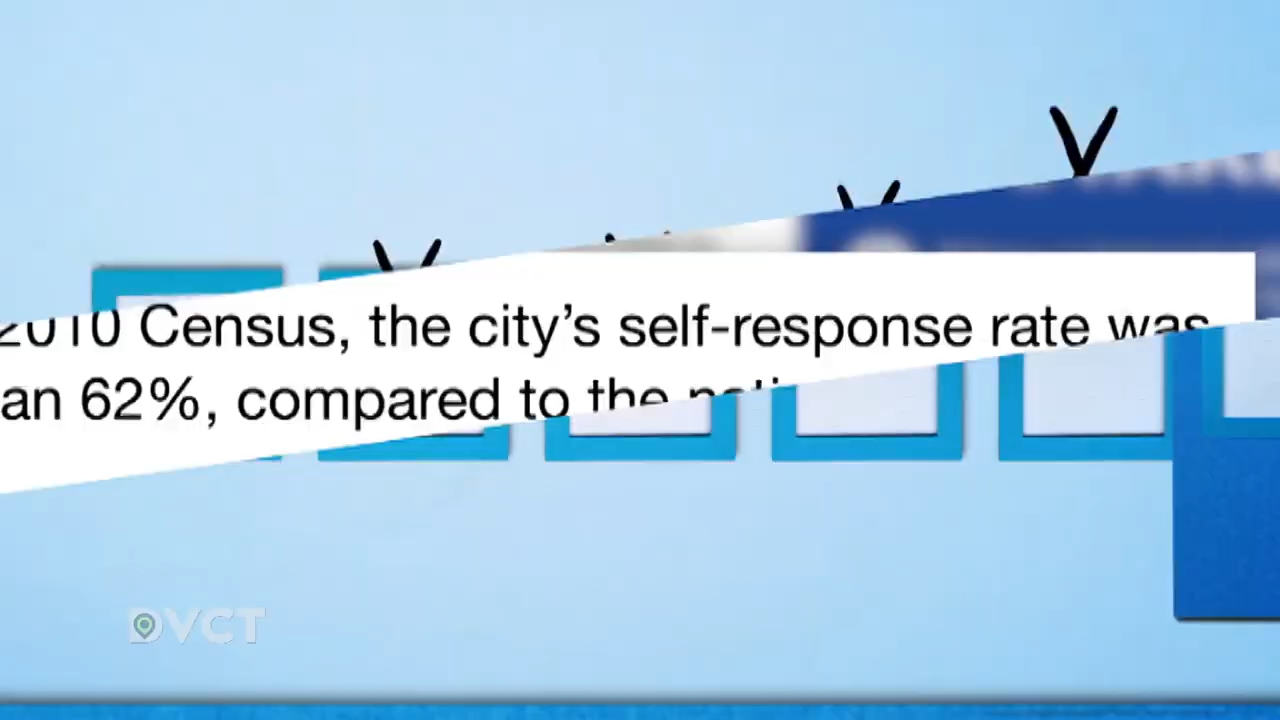 2010 Census, the city’s self-response rate was
an 62%, compared to the
DVCT